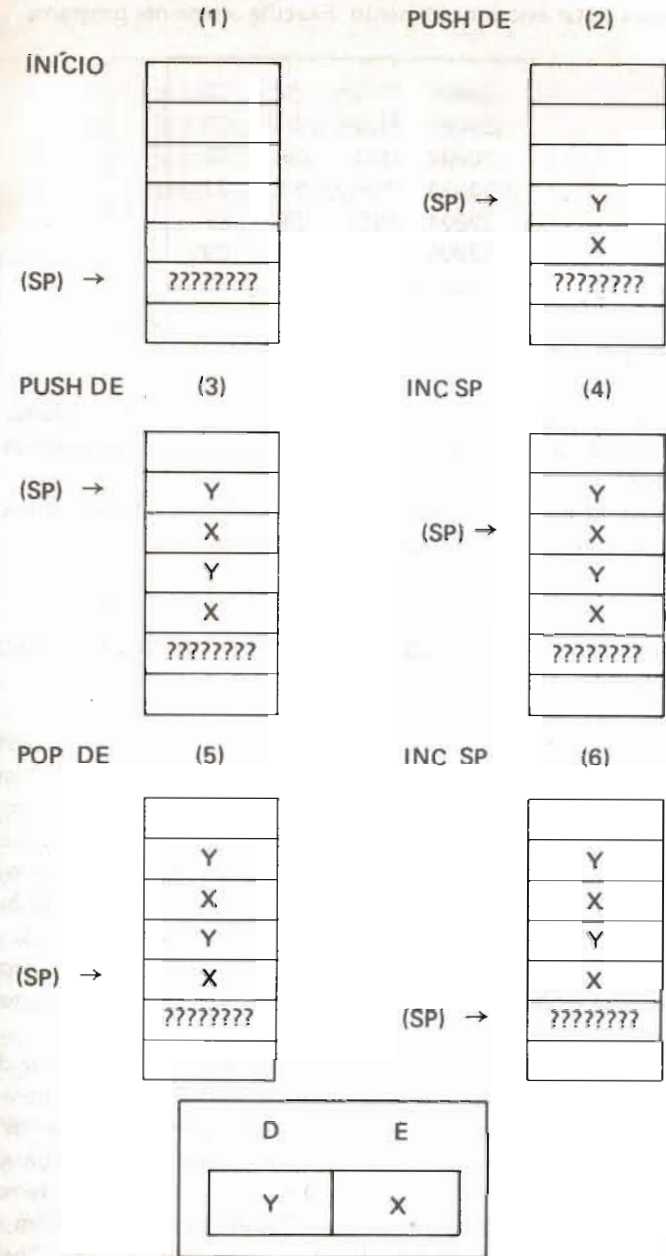 (1) PUSH DE (2)
INÍCIO
(SP) → Y
X
(SP) → ???????? ????????
PUSH DE (3) INC SP (4)
(SP) → Y Y
X (SP) → X
Y Y
X X
???????? ????????
POP DE (5) INC SP (6)
Y Y
X X
Y Y
(SP) → X X
???????? (SP) → ????????
D E
Y X